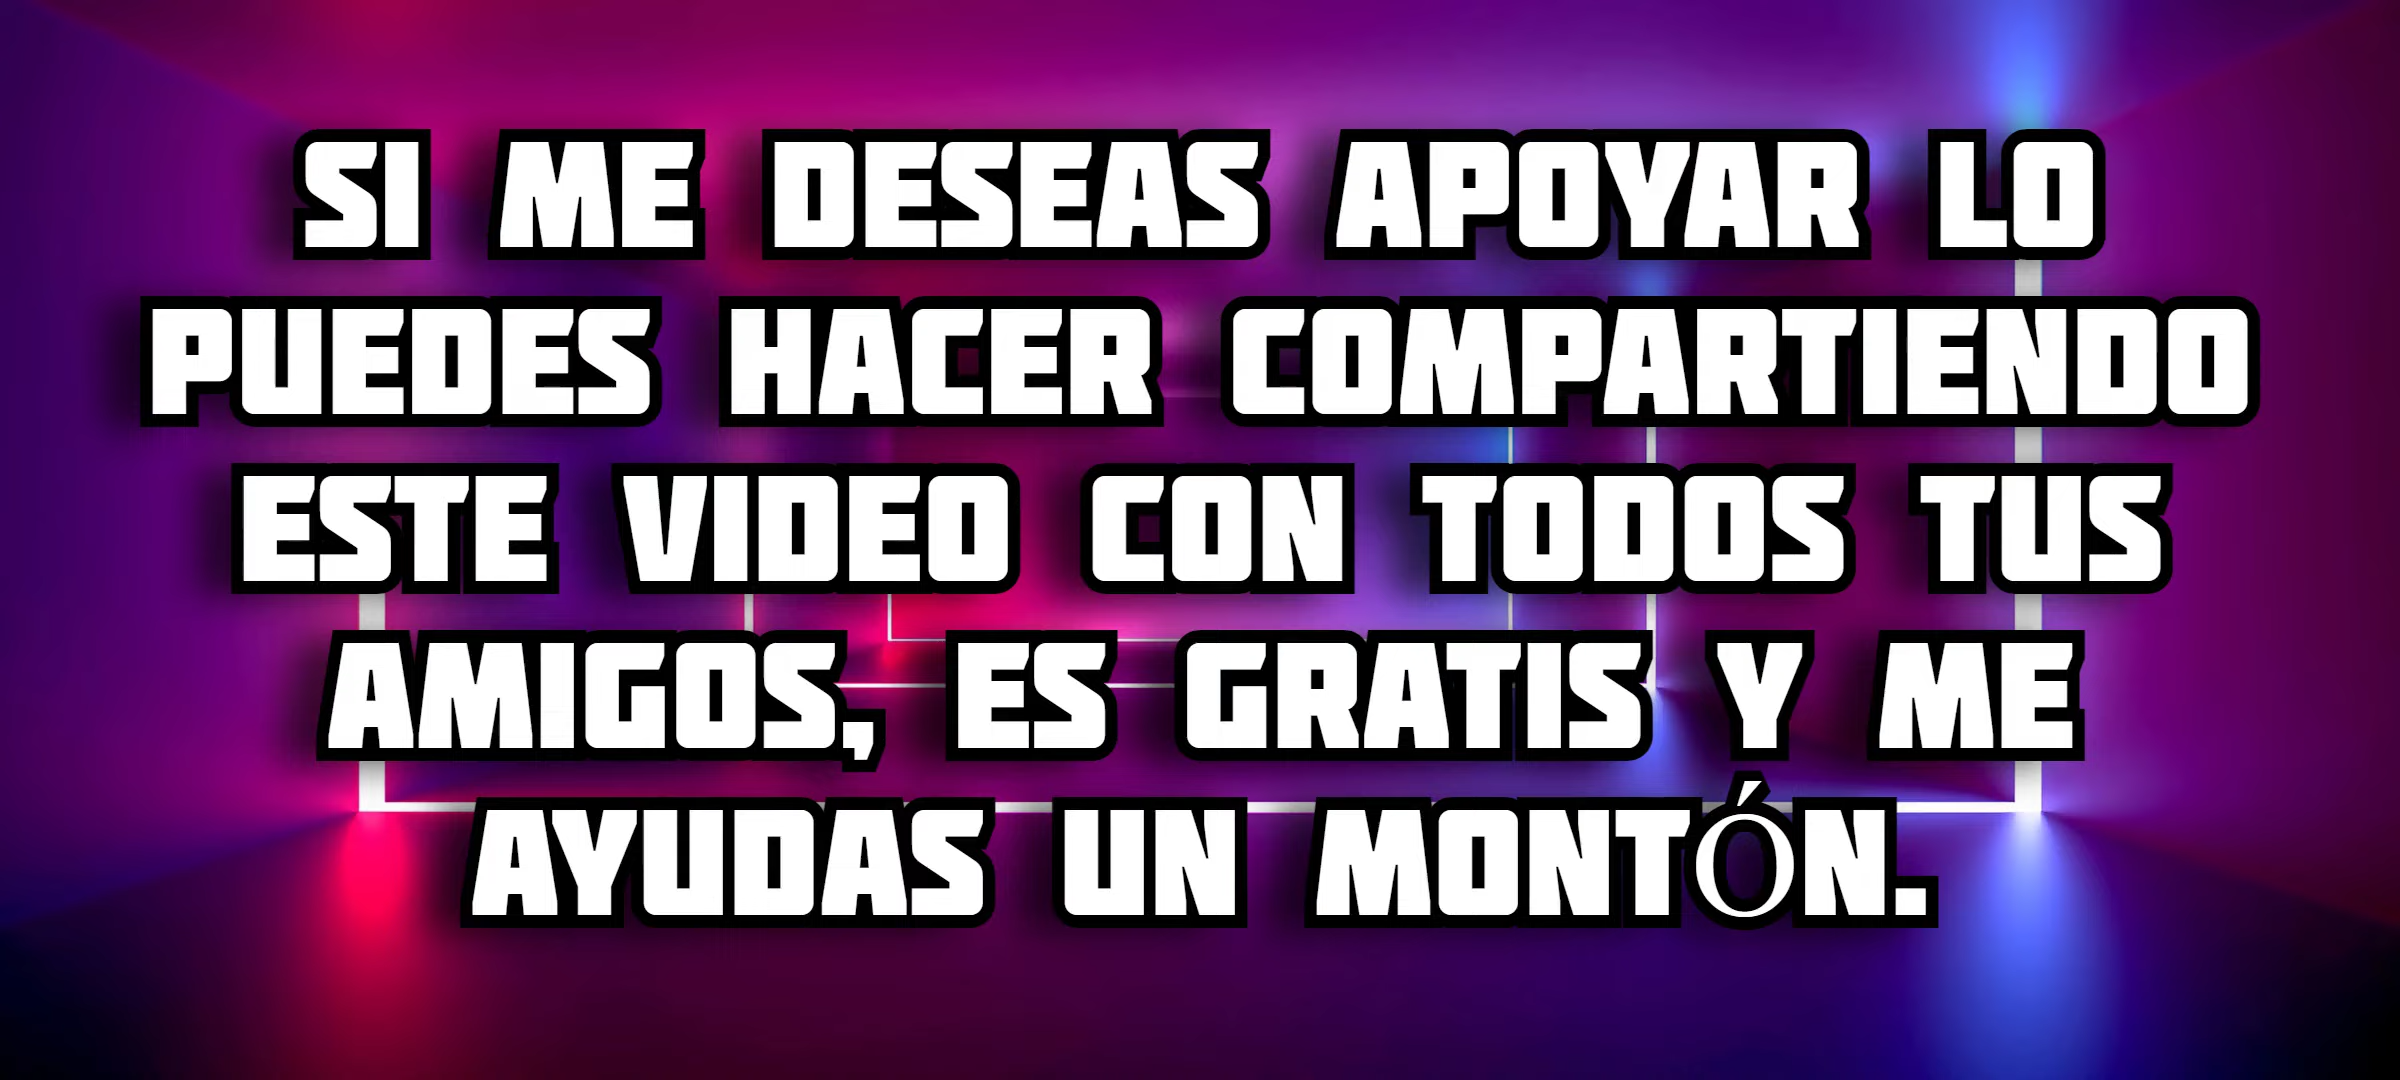 SI ME DESEAS APOYAR LO
PUEDES HACER COMPARTIENDO
ESTE VIDEO CON TODOS TUS
AMIGOS, ES GRATIS Y ME
AYUDAS UN MONTÓN.